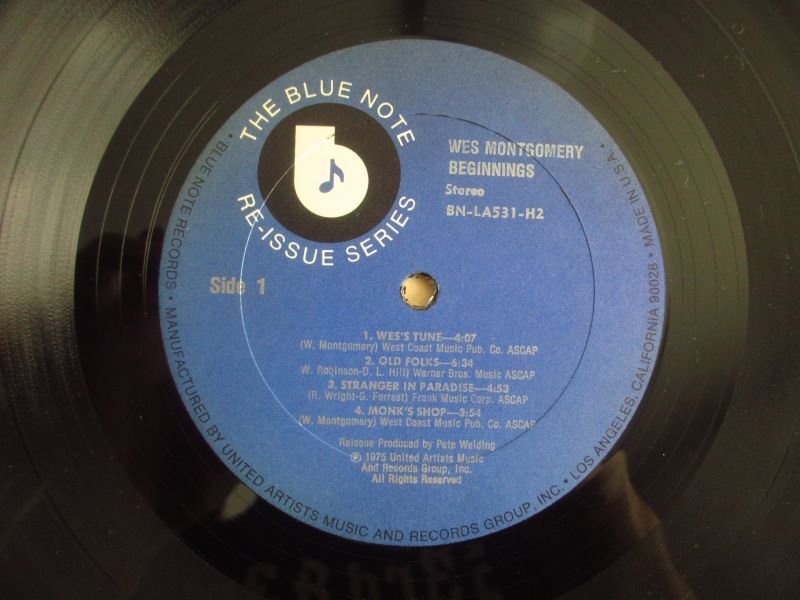 THE BLUE NOTE
RE-ISSUE SERIES
WES MONTGOMERY
BEGINNINGS
Stereo
BN-LA531-H2
Side 1
1. WES'S TUNE—4:07
(W. Montgomery) West Coast Music Pub. Co. ASCAP
2. OLD FOLKS—6:34
W. Robinson-D. L. Hill) Warner Bros. Music ASCAP
3. STRANGER IN PARADISE—4:53
(R. Wright-G. Forrest) Frank Music Corp. ASCAP
4. MONK'S SHOP—3:54
(W. Montgomery) West Coast Music Pub. Co. ASCAP
Reissue Produced by Pete Welding
℗ 1975 United Artists Music
And Records Group, Inc.
All Rights Reserved
• BLUE NOTE RECORDS • MANUFACTURED BY UNITED ARTISTS MUSIC AND RECORDS GROUP, INC. • LOS ANGELES, CALIFORNIA 90028 • MADE IN U.S.A. •